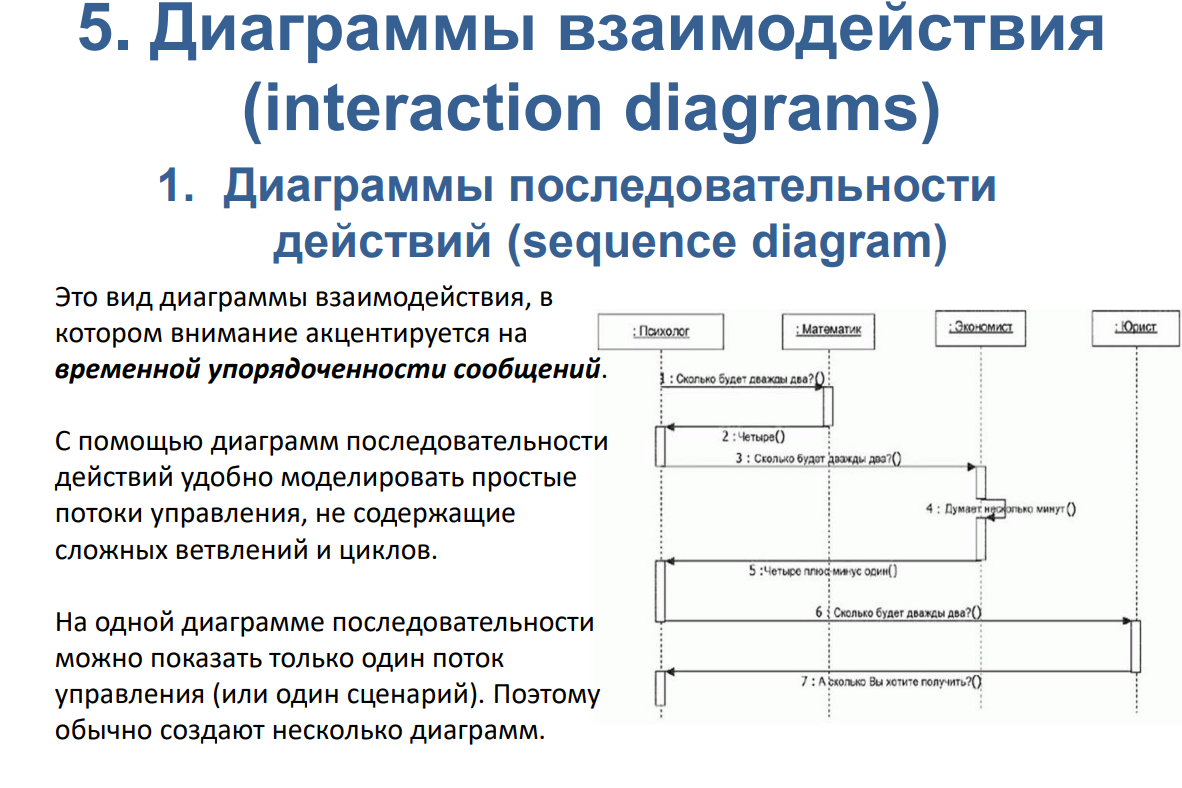 5. Диаграммы взаимодействия
(interaction diagrams)
1. Диаграммы последовательности
действий (sequence diagram)
Это вид диаграммы взаимодействия, в
котором внимание акцентируется на
временной упорядоченности сообщений.
С помощью диаграмм последовательности
действий удобно моделировать простые
потоки управления, не содержащие
сложных ветвлений и циклов.
На одной диаграмме последовательности
можно показать только один поток
управления (или один сценарий). Поэтому
обычно создают несколько диаграмм.
: Психолог
: Математик
: Экономист
: Юрист
1 : Сколько будет дважды два?()
2 : Четыре()
3 : Сколько будет дважды два?()
4 : Думает несколько минут()
5 :Четыре плюс-минус один()
6 : Сколько будет дважды два?()
7 : А сколько Вы хотите получить?()